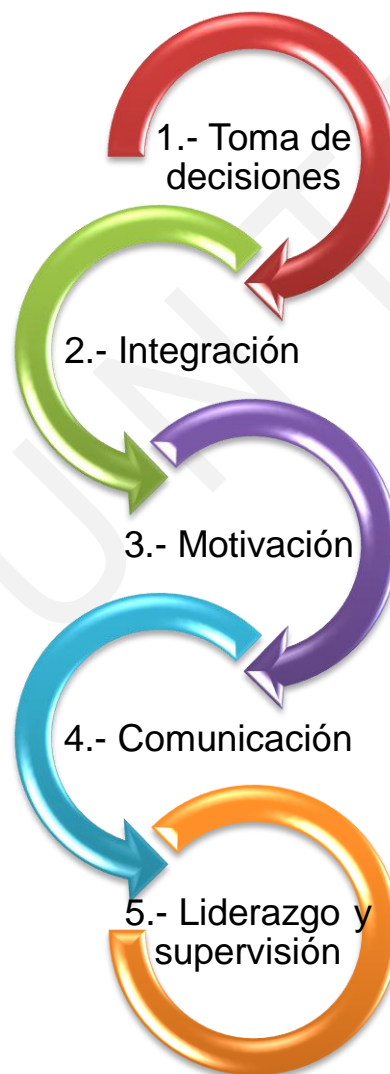 1.- Toma de
decisiones
2.- Integración
3.- Motivación
4.- Comunicación
5.- Liderazgo y
supervisión